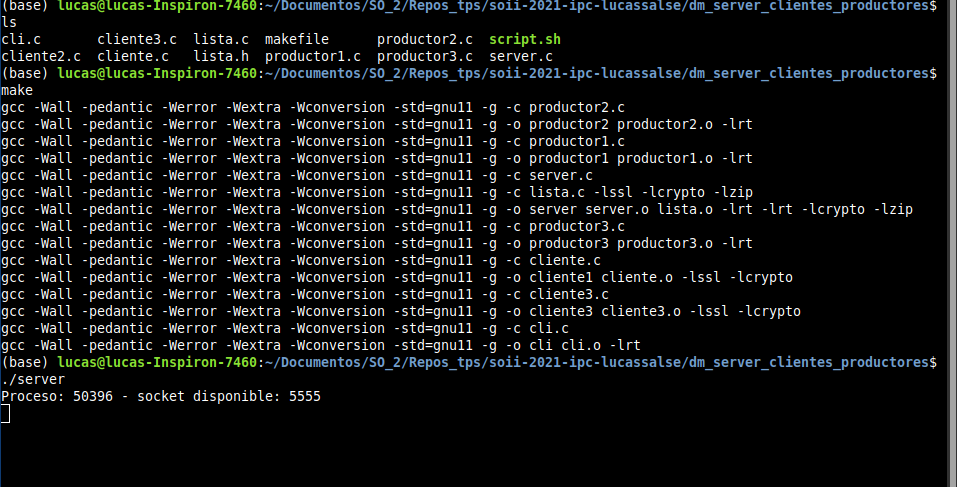 (base) lucas@lucas-Inspiron-7460:~/Documentos/SO_2/Repos_tps/soii-2021-ipc-lucassalse/dm_server_clientes_productores$
ls
cli.c       cliente3.c  lista.c  makefile      productor2.c  script.sh
cliente2.c  cliente.c   lista.h  productor1.c  productor3.c  server.c
(base) lucas@lucas-Inspiron-7460:~/Documentos/SO_2/Repos_tps/soii-2021-ipc-lucassalse/dm_server_clientes_productores$
make
gcc -Wall -pedantic -Werror -Wextra -Wconversion -std=gnu11 -g -c productor2.c
gcc -Wall -pedantic -Werror -Wextra -Wconversion -std=gnu11 -g -o productor2 productor2.o -lrt
gcc -Wall -pedantic -Werror -Wextra -Wconversion -std=gnu11 -g -c productor1.c
gcc -Wall -pedantic -Werror -Wextra -Wconversion -std=gnu11 -g -o productor1 productor1.o -lrt
gcc -Wall -pedantic -Werror -Wextra -Wconversion -std=gnu11 -g -c server.c
gcc -Wall -pedantic -Werror -Wextra -Wconversion -std=gnu11 -g -c lista.c -lssl -lcrypto -lzip
gcc -Wall -pedantic -Werror -Wextra -Wconversion -std=gnu11 -g -o server server.o lista.o -lrt -lrt -lcrypto -lzip
gcc -Wall -pedantic -Werror -Wextra -Wconversion -std=gnu11 -g -c productor3.c
gcc -Wall -pedantic -Werror -Wextra -Wconversion -std=gnu11 -g -o productor3 productor3.o -lrt
gcc -Wall -pedantic -Werror -Wextra -Wconversion -std=gnu11 -g -c cliente.c
gcc -Wall -pedantic -Werror -Wextra -Wconversion -std=gnu11 -g -o cliente1 cliente.o -lssl -lcrypto
gcc -Wall -pedantic -Werror -Wextra -Wconversion -std=gnu11 -g -c cliente3.c
gcc -Wall -pedantic -Werror -Wextra -Wconversion -std=gnu11 -g -o cliente3 cliente3.o -lssl -lcrypto
gcc -Wall -pedantic -Werror -Wextra -Wconversion -std=gnu11 -g -c cli.c
gcc -Wall -pedantic -Werror -Wextra -Wconversion -std=gnu11 -g -o cli cli.o -lrt
(base) lucas@lucas-Inspiron-7460:~/Documentos/SO_2/Repos_tps/soii-2021-ipc-lucassalse/dm_server_clientes_productores$
./server
Proceso: 50396 - socket disponible: 5555